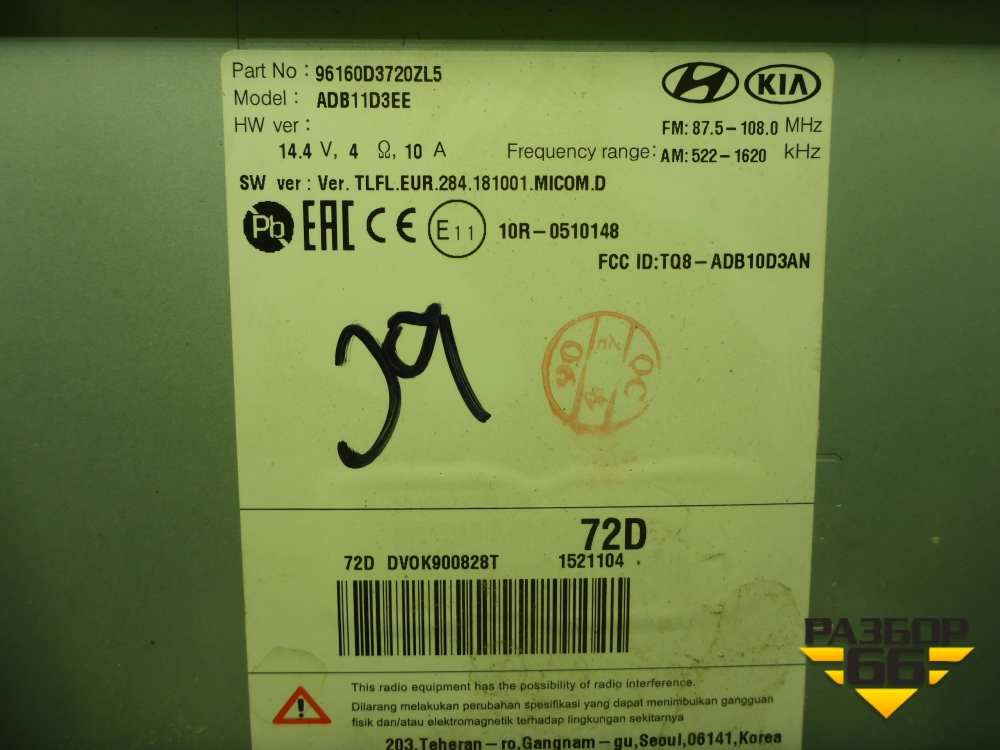 Part No : 96160D3720ZL5
Model : ADB11D3EE
HW ver :
14.4 V, 4 Ω, 10 A
KIA
FM: 87.5-108.0 MHz
Frequency range: AM: 522-1620 kHz
SW ver : Ver. TLFL.EUR.284.181001.MICOM.D
Pb EAC CE E11 10R-0510148
FCC ID:TQ8-ADB10D3AN
72D
72D DVOK900828T 1521104
This radio equipment has the possibility of radio interference.
Dilarang melakukan perubahan spesifikasi yang dapat menimbulkan gangguan
fisik dan/atau elektromagnetik terhadap lingkungan sekitarnya
203,Teheran-ro,Gangnam-gu,Seoul,06141,Korea
РАЗБОР
66